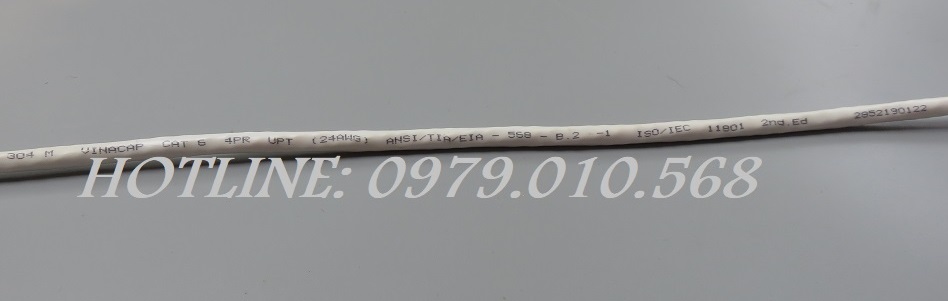 304 M VINACAP CAT 6 4PR UPT (24AWG) ANSI/TIA/EIA - 568 - B.2 -1 ISO/IEC 11801 2nd.Ed 2952190122
HOTLINE: 0979.010.568